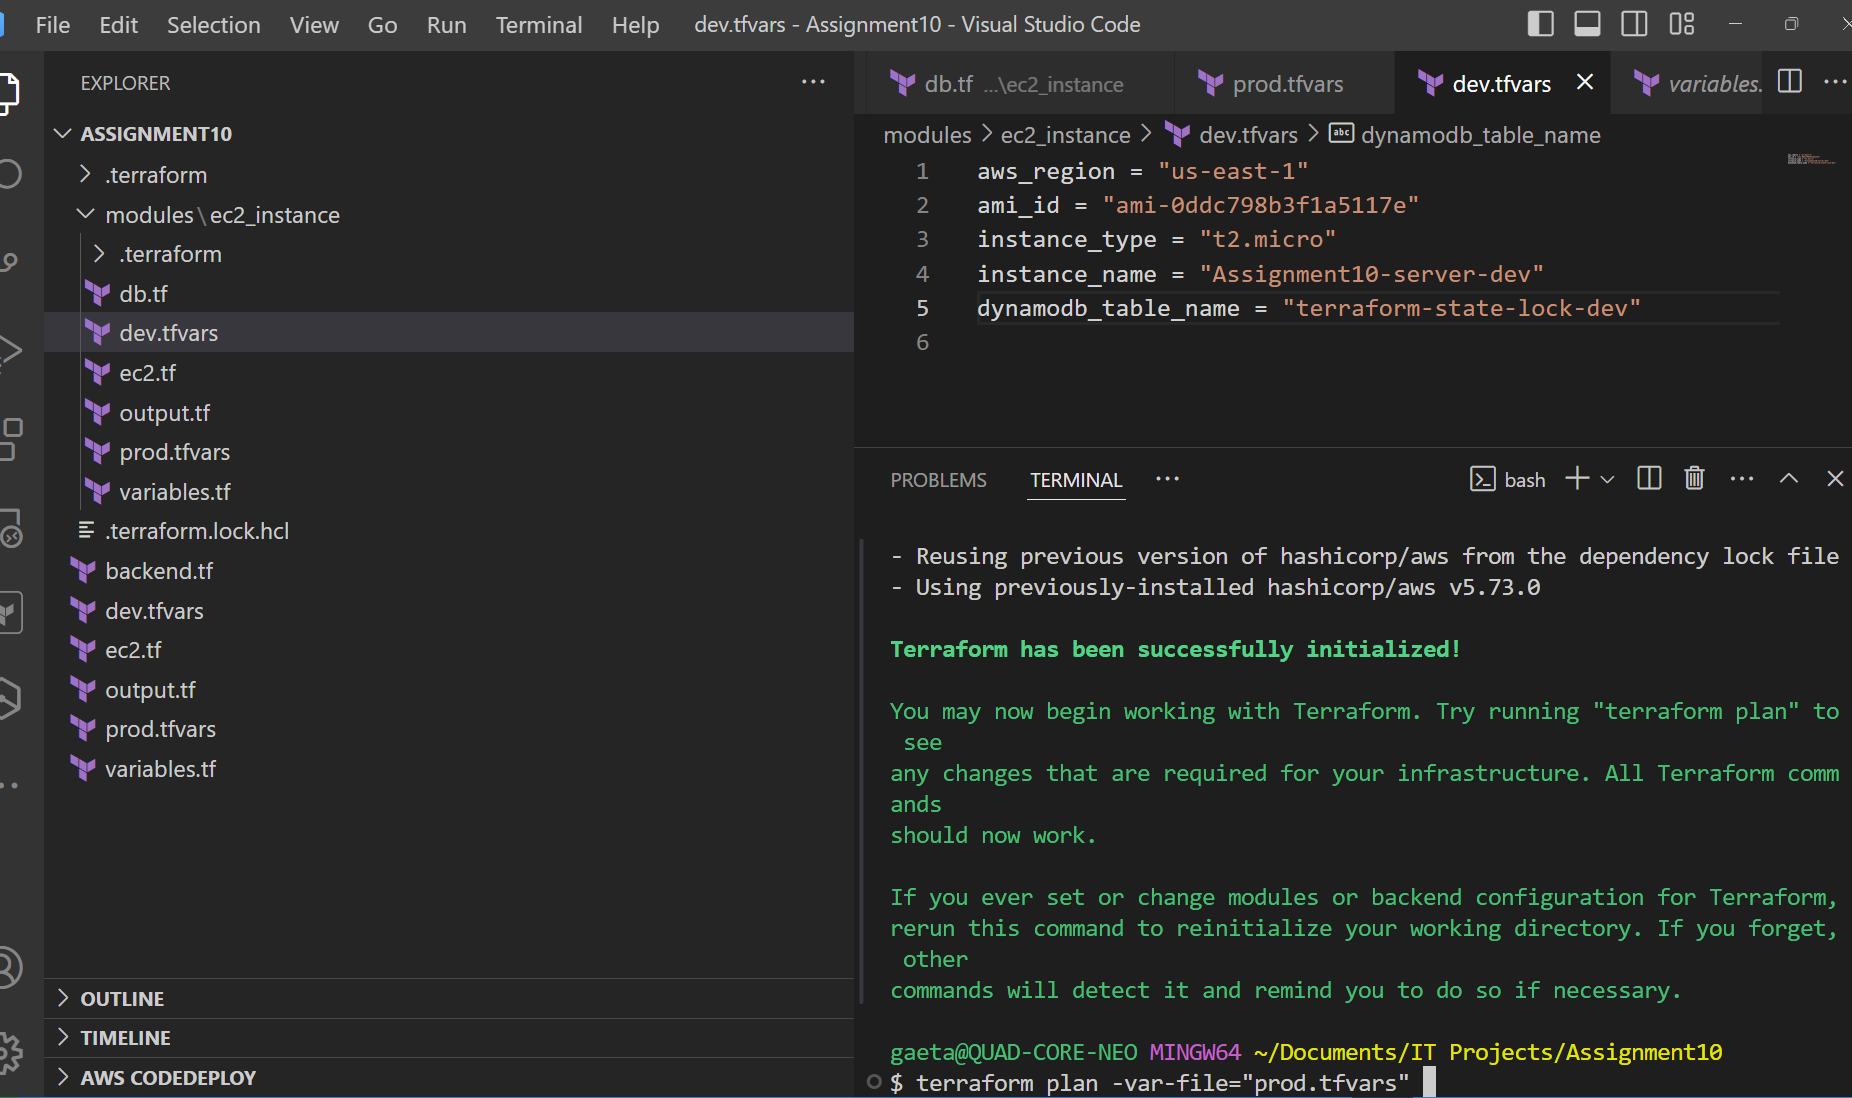 File Edit Selection View Go Run Terminal Help dev.tfvars - Assignment10 - Visual Studio Code
EXPLORER
ASSIGNMENT10
.terraform
modules\ec2_instance
.terraform
db.tf
dev.tfvars
ec2.tf
output.tf
prod.tfvars
variables.tf
.terraform.lock.hcl
backend.tf
dev.tfvars
ec2.tf
output.tf
prod.tfvars
variables.tf
OUTLINE
TIMELINE
AWS CODEDEPLOY
db.tf ...\ec2_instance prod.tfvars dev.tfvars variables.
modules > ec2_instance > dev.tfvars > abc dynamodb_table_name
1 aws_region = "us-east-1"
2 ami_id = "ami-0ddc798b3f1a5117e"
3 instance_type = "t2.micro"
4 instance_name = "Assignment10-server-dev"
5 dynamodb_table_name = "terraform-state-lock-dev"
6
PROBLEMS TERMINAL ... bash
- Reusing previous version of hashicorp/aws from the dependency lock file
- Using previously-installed hashicorp/aws v5.73.0
Terraform has been successfully initialized!
You may now begin working with Terraform. Try running "terraform plan" to
see
any changes that are required for your infrastructure. All Terraform comm
ands
should now work.
If you ever set or change modules or backend configuration for Terraform,
rerun this command to reinitialize your working directory. If you forget,
other
commands will detect it and remind you to do so if necessary.
gaeta@QUAD-CORE-NEO MINGW64 ~/Documents/IT Projects/Assignment10
$ terraform plan -var-file="prod.tfvars"